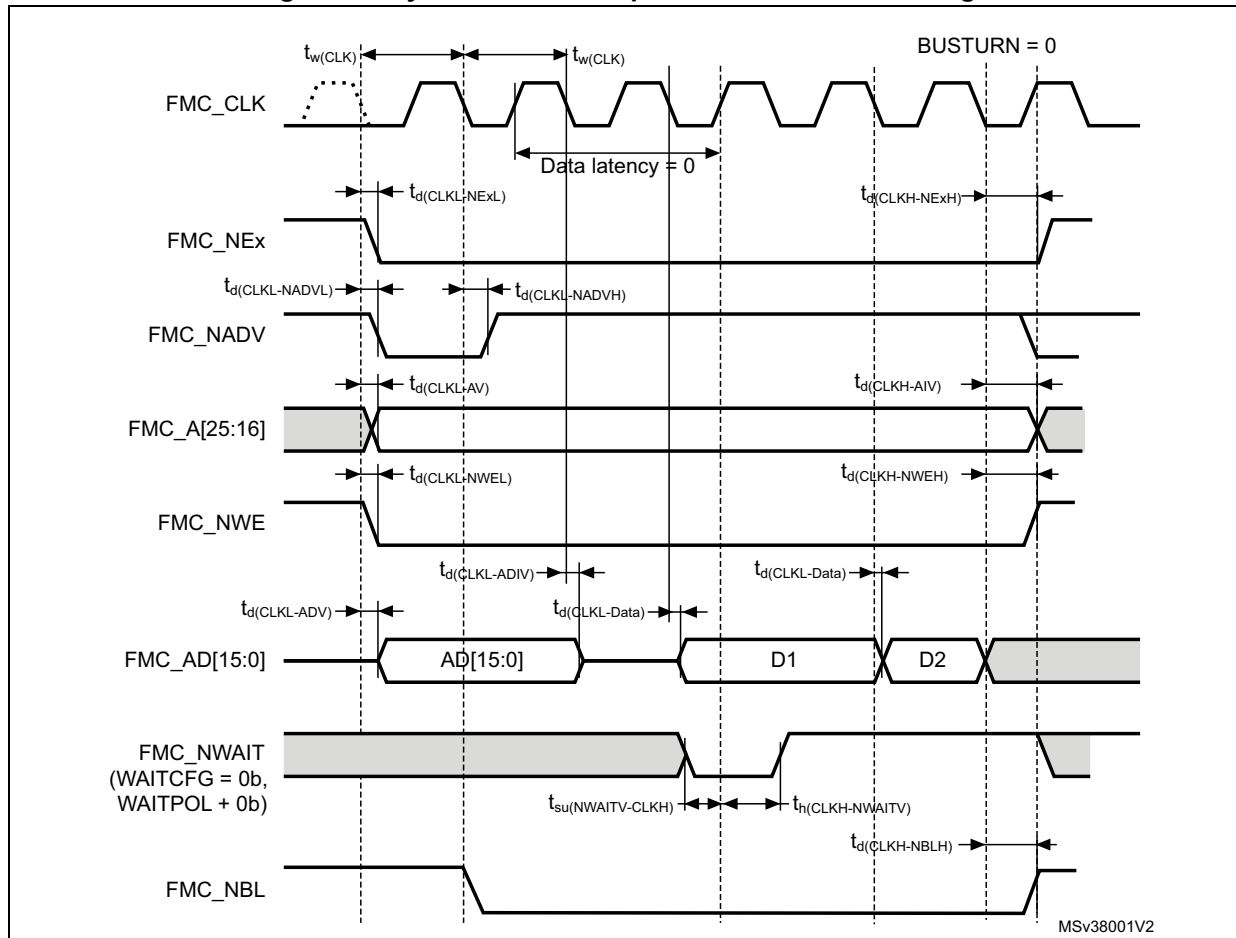 BUSTURN = 0
tw(CLK) tw(CLK)
FMC_CLK
Data latency = 0
td(CLKL-NExL) td(CLKH-NExH)
FMC_NEx
td(CLKL-NADVL) td(CLKL-NADVH)
FMC_NADV
td(CLKL-AV) td(CLKH-AIV)
FMC_A[25:16]
td(CLKL-NWEL) td(CLKH-NWEH)
FMC_NWE
td(CLKL-ADIV) td(CLKL-Data)
td(CLKL-ADV) td(CLKL-Data)
FMC_AD[15:0] AD[15:0] D1 D2
FMC_NWAIT
(WAITCFG = 0b,
WAITPOL + 0b)
tsu(NWAITV-CLKH) th(CLKH-NWAITV)
td(CLKH-NBLH)
FMC_NBL
MSv38001V2